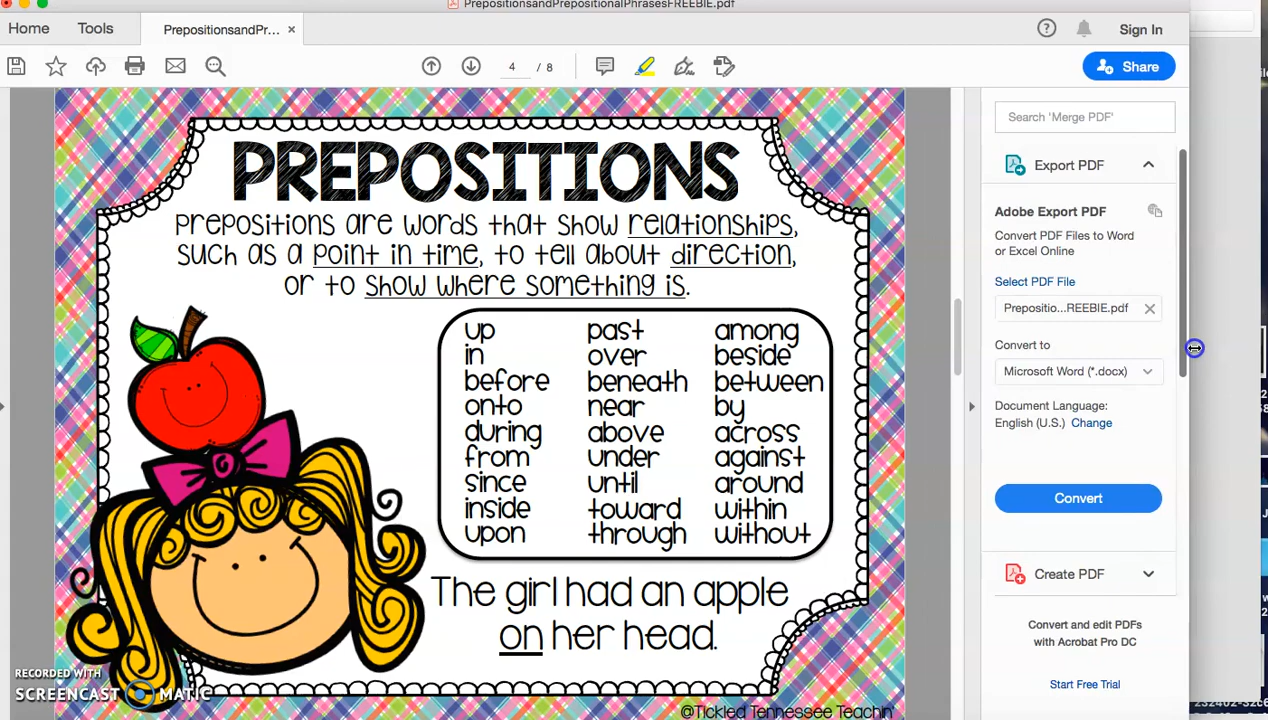 PrepositionsandPrepositionalPhrasesFREEBIE.pdf
Home
Tools
PrepositionsandPr...
Sign In
4 / 8
Share
Search 'Merge PDF'
Export PDF
Adobe Export PDF
Convert PDF Files to Word
or Excel Online
Select PDF File
Prepositio...REEBIE.pdf
Convert to
Microsoft Word (*.docx)
Document Language:
English (U.S.) Change
Convert
Create PDF
Convert and edit PDFs
with Acrobat Pro DC
Start Free Trial
PREPOSITIONS
Prepositions are words that show relationships,
such as a point in time, to tell about direction,
or to show where something is.
up past among
in over beside
before beneath between
onto near by
during above across
from under against
since until around
inside toward within
upon through without
The girl had an apple
on her head.
@Tickled Tennessee Teachin'
RECORDED WITH
SCREENCAST MATIC